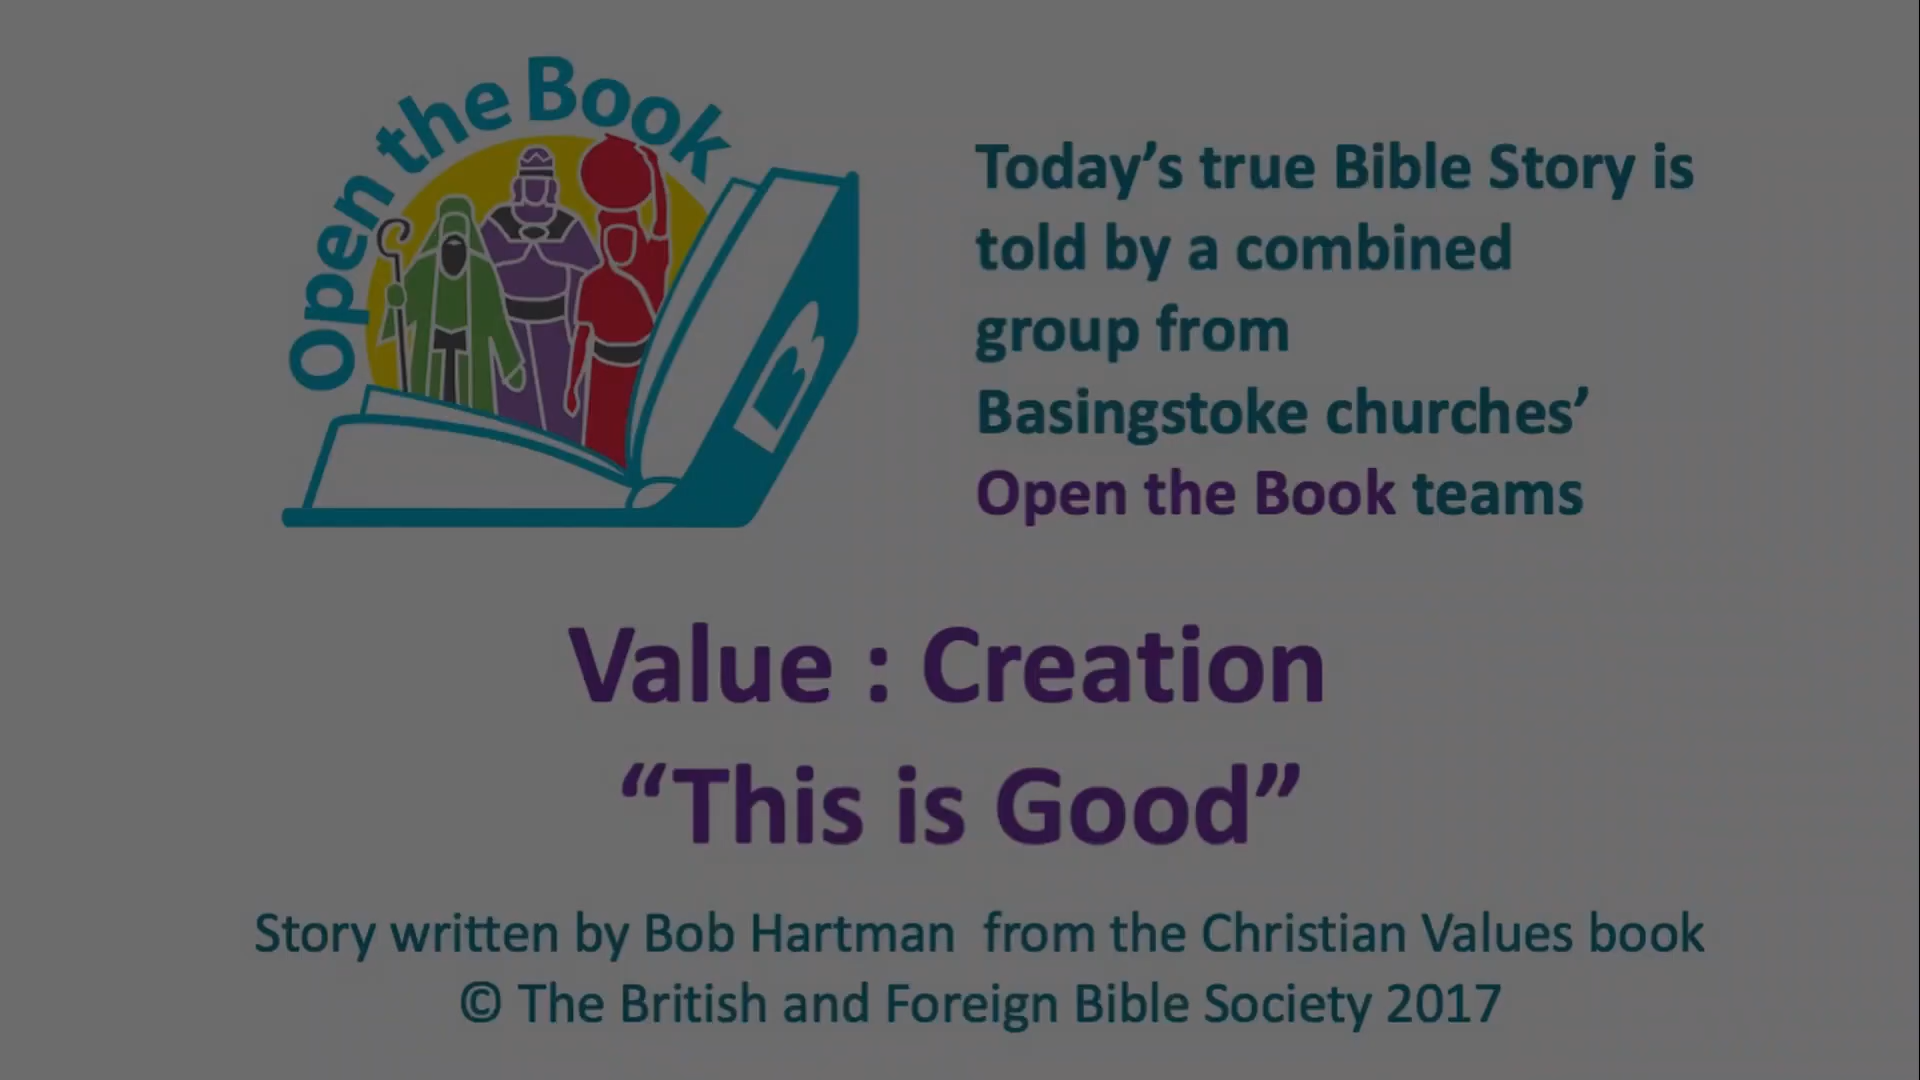 Open the Book
Today’s true Bible Story is
told by a combined
group from
Basingstoke churches’
Open the Book teams
Value : Creation
“This is Good”
Story written by Bob Hartman  from the Christian Values book
© The British and Foreign Bible Society 2017